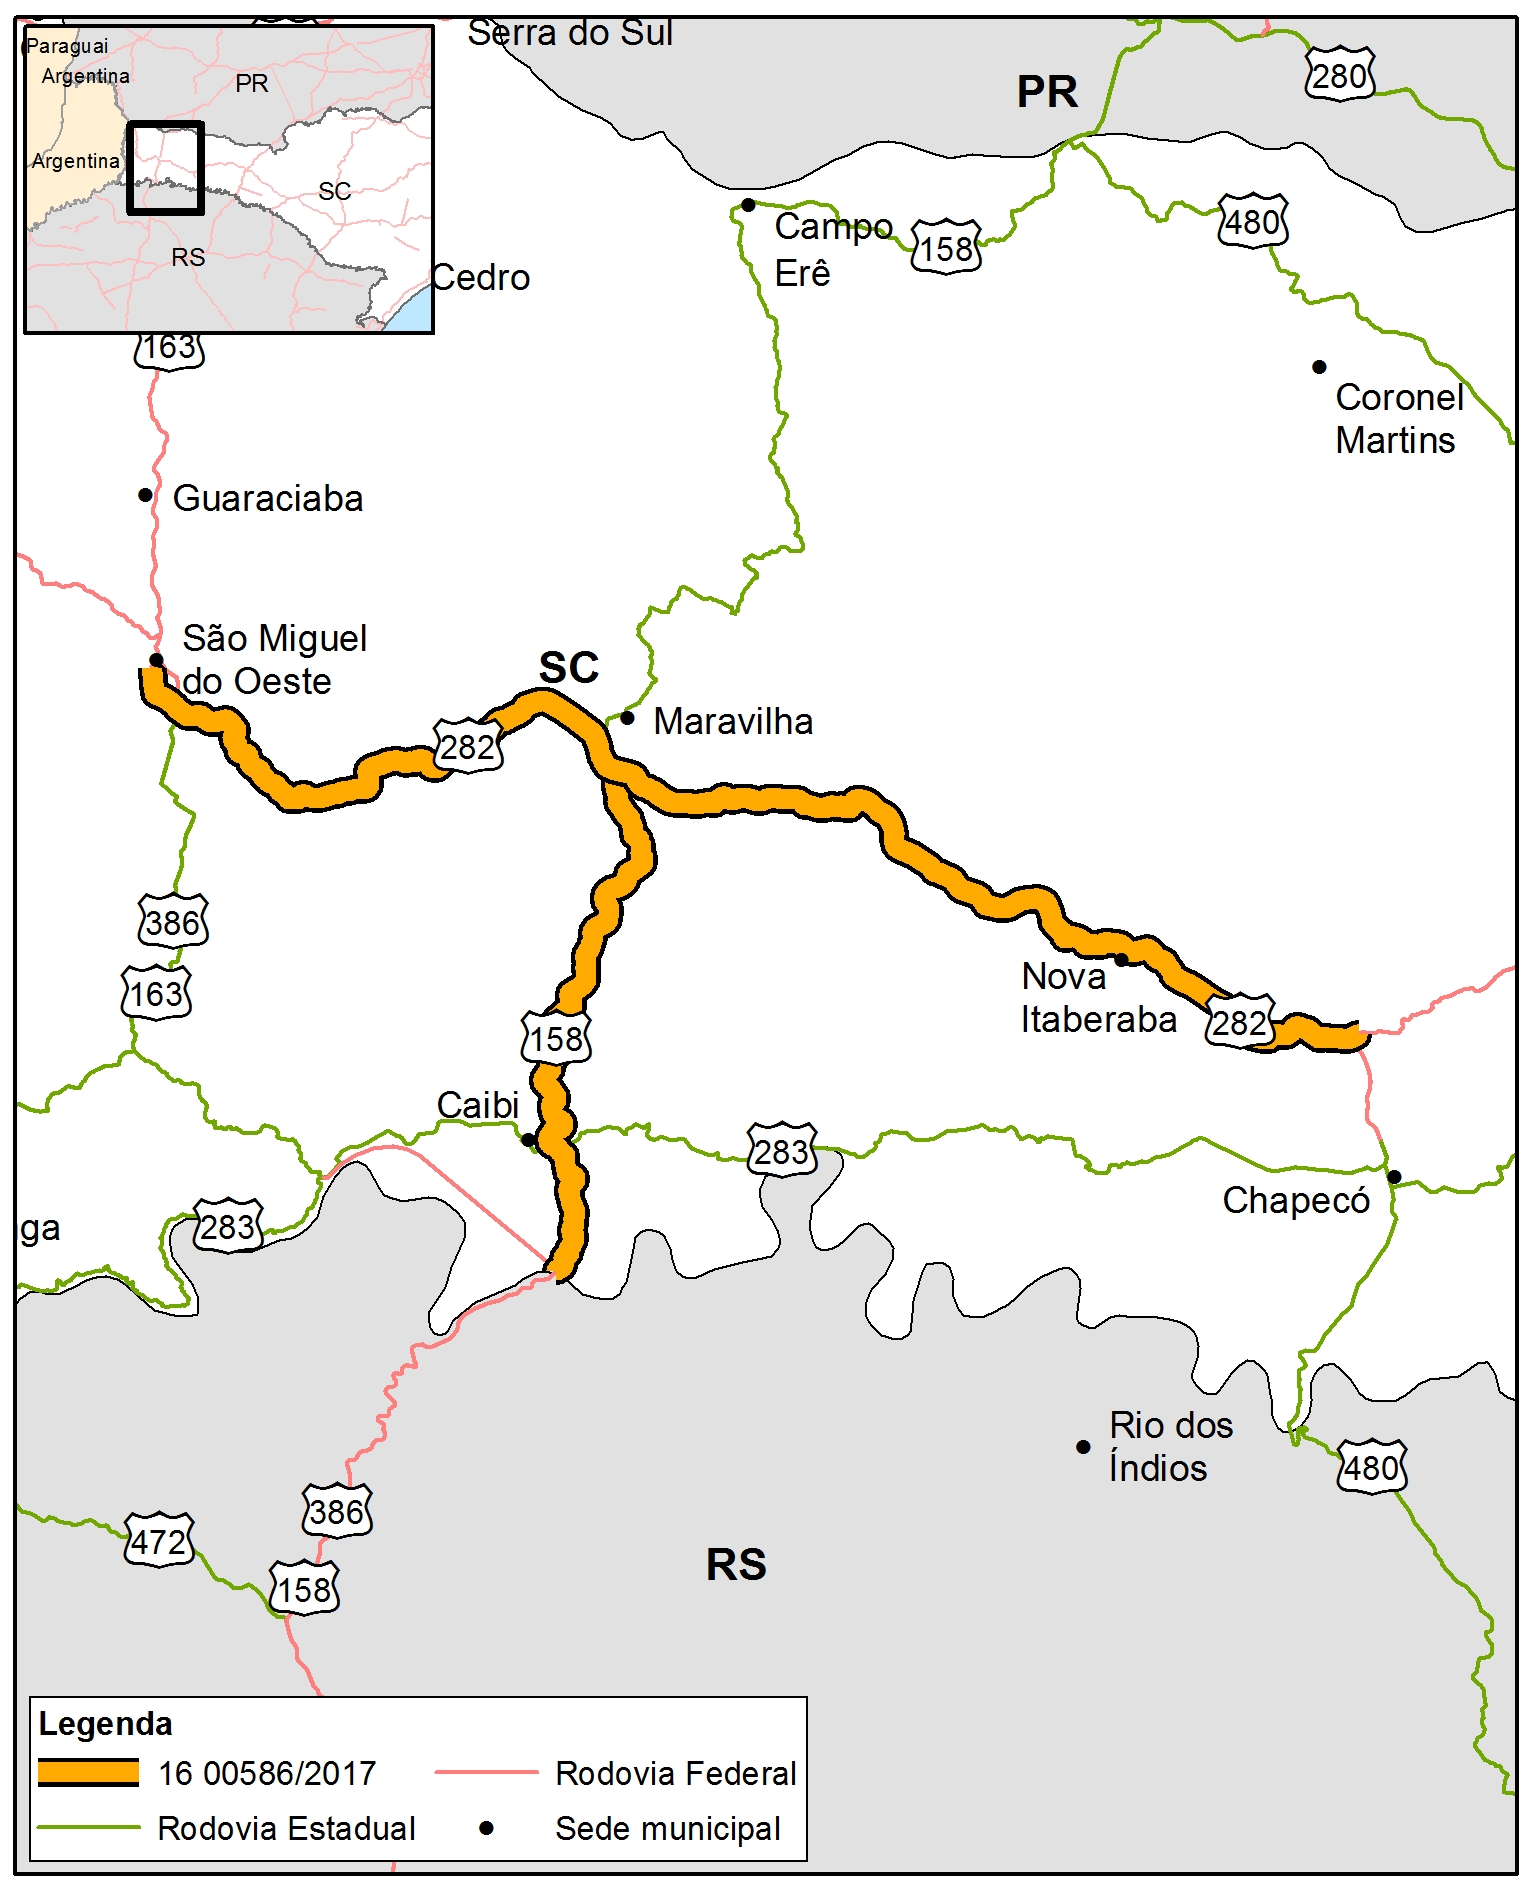 Serra do Sul
Paraguai
Argentina
PR
Argentina
SC
RS
PR
280
Campo
Erê
158
480
Cedro
163
Coronel
Martins
Guaraciaba
São Miguel
do Oeste
SC
282
Maravilha
386
163
Nova
Itaberaba
282
158
Caibi
283
Chapecó
283
ga
Rio dos
Índios
480
386
472
158
RS
Legenda
16 00586/2017
Rodovia Federal
Rodovia Estadual
Sede municipal